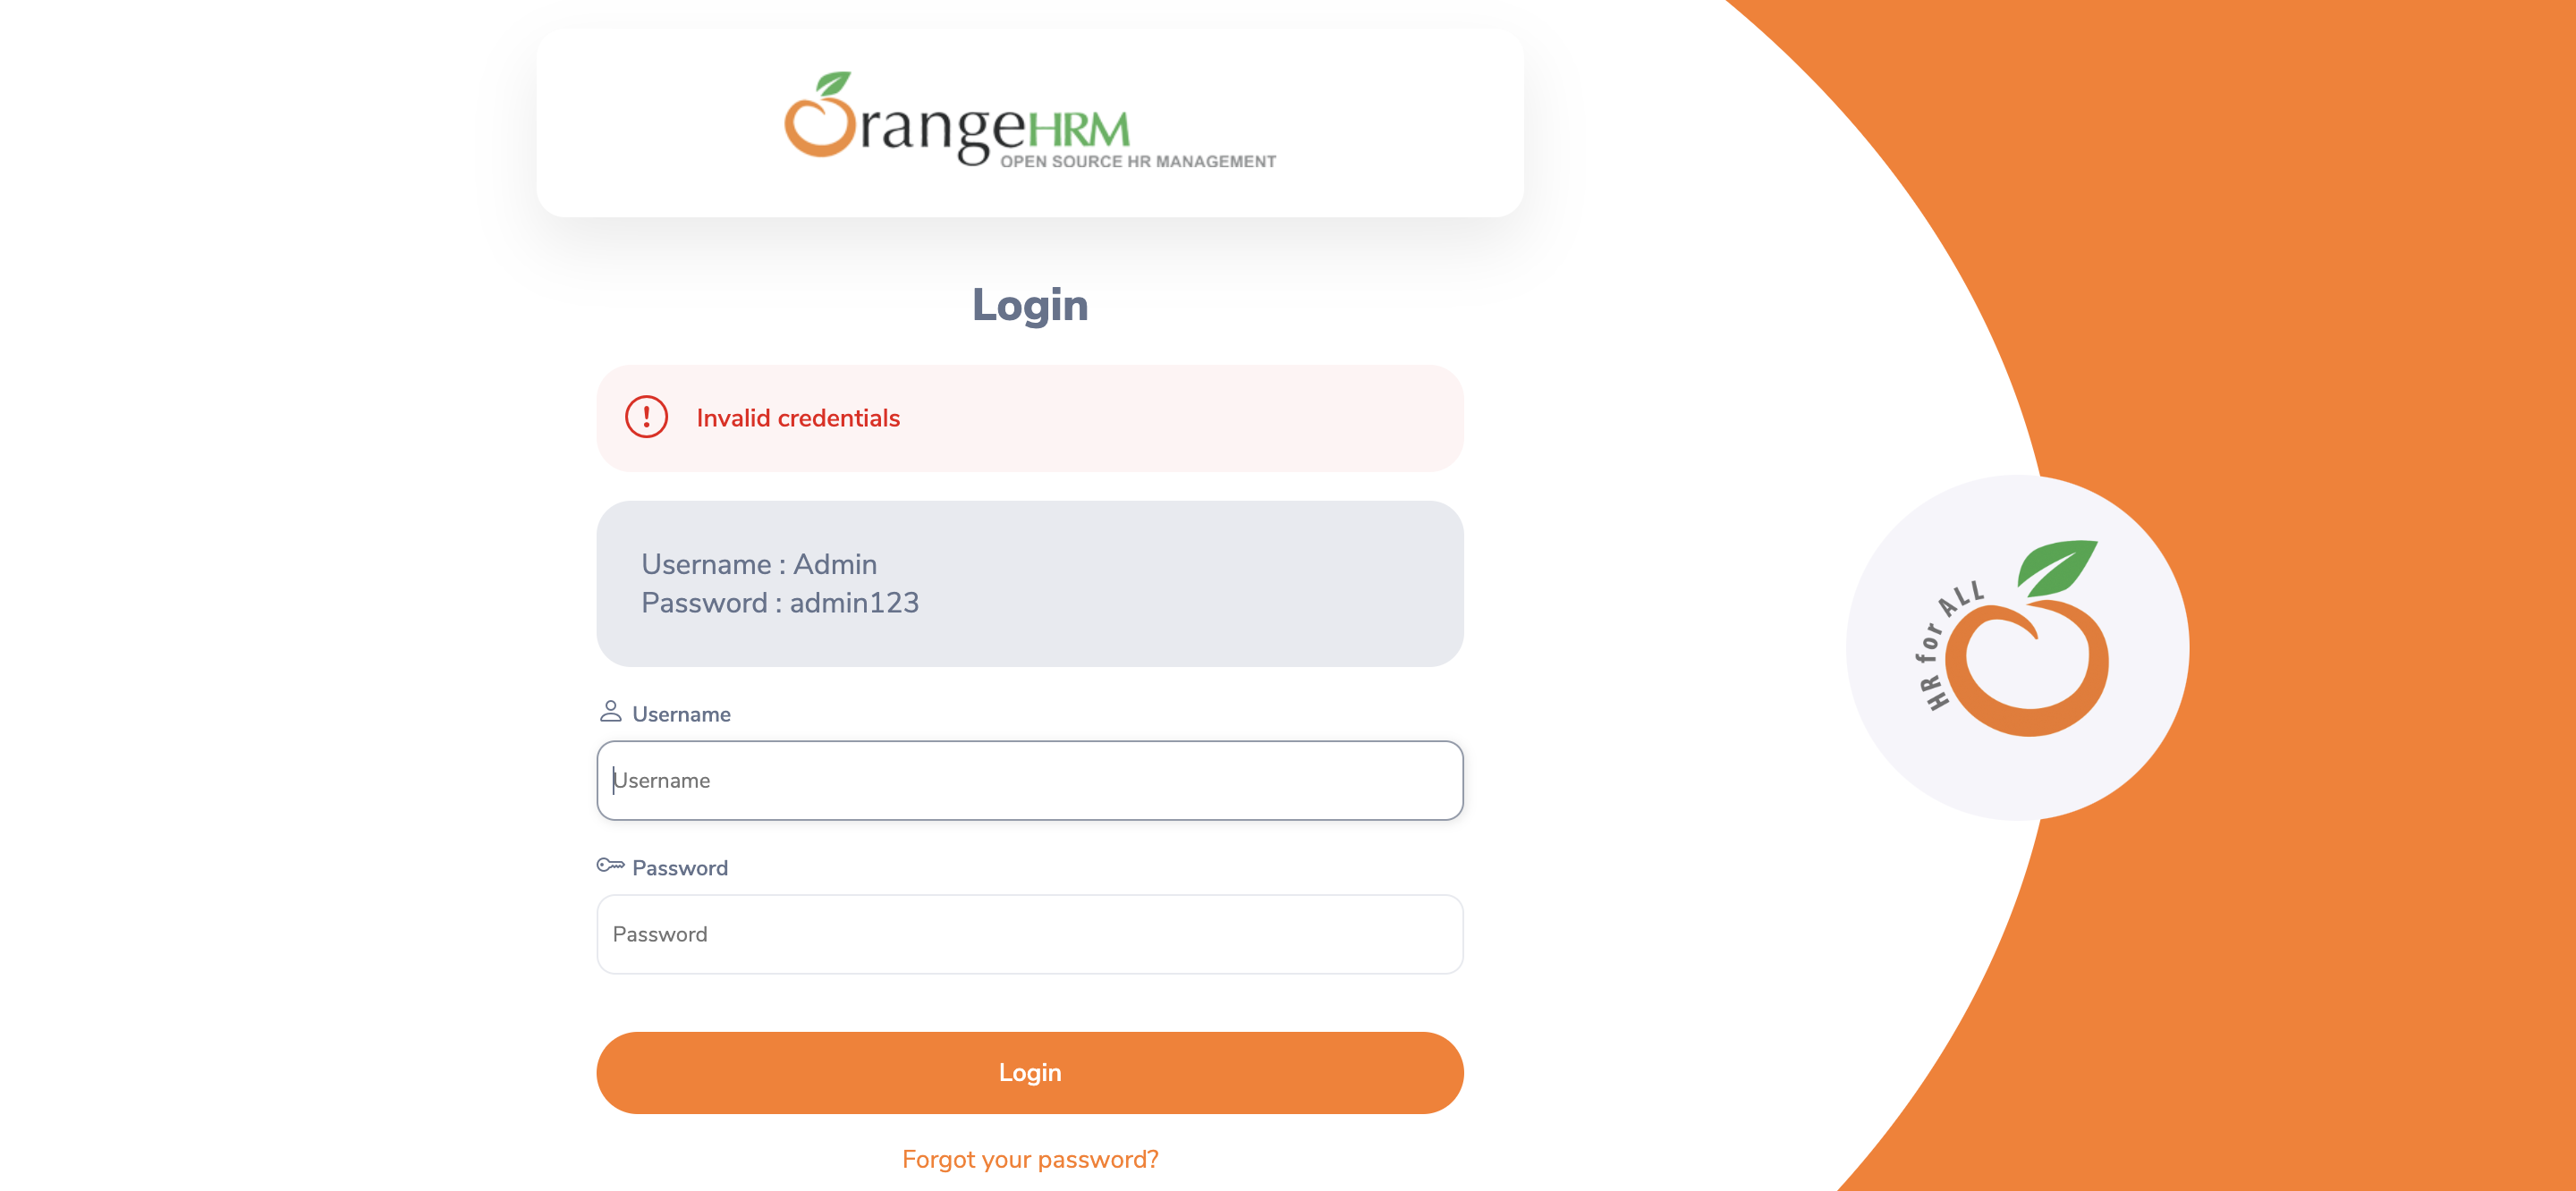 OrangeHRM
OPEN SOURCE HR MANAGEMENT
Login
Invalid credentials
Username : Admin
Password : admin123
Username
Username
Password
Password
Login
Forgot your password?
HR for ALL